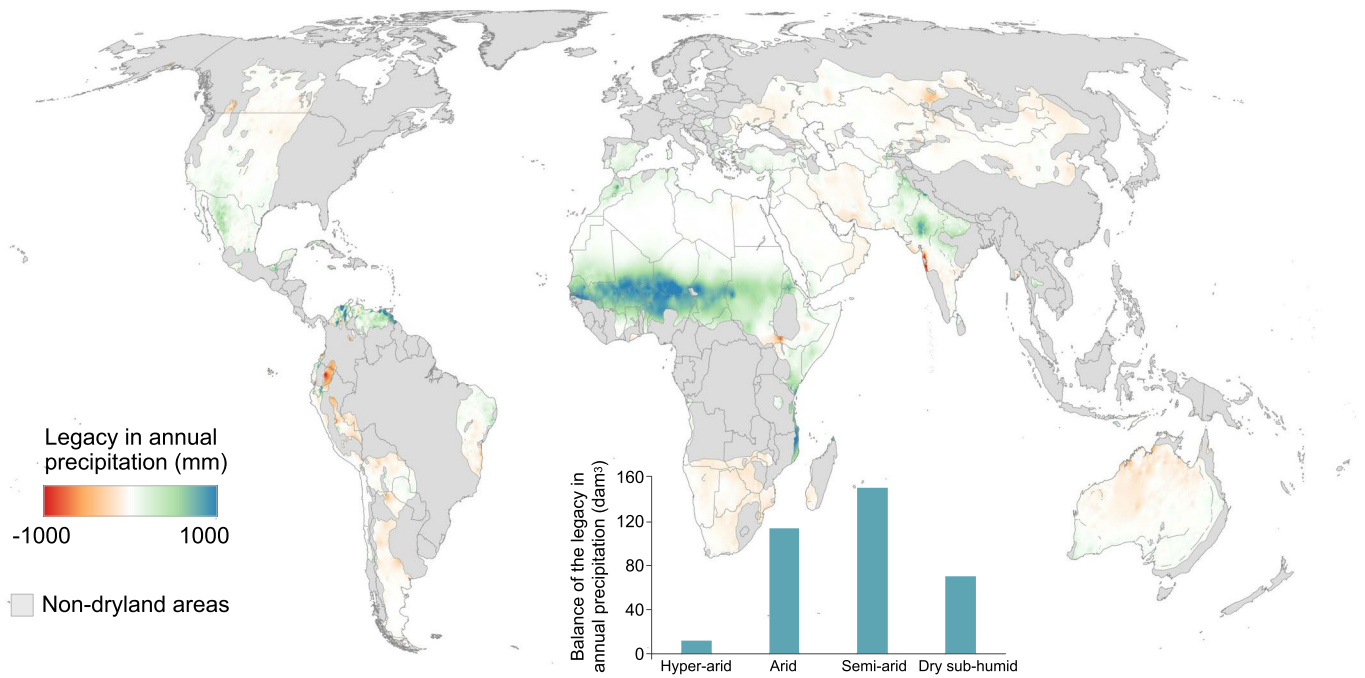 Legacy in annual
precipitation (mm)
-1000 1000
Non-dryland areas
Balance of the legacy in
annual precipitation (dam³)
160
120
80
40
0
Hyper-arid Arid Semi-arid Dry sub-humid